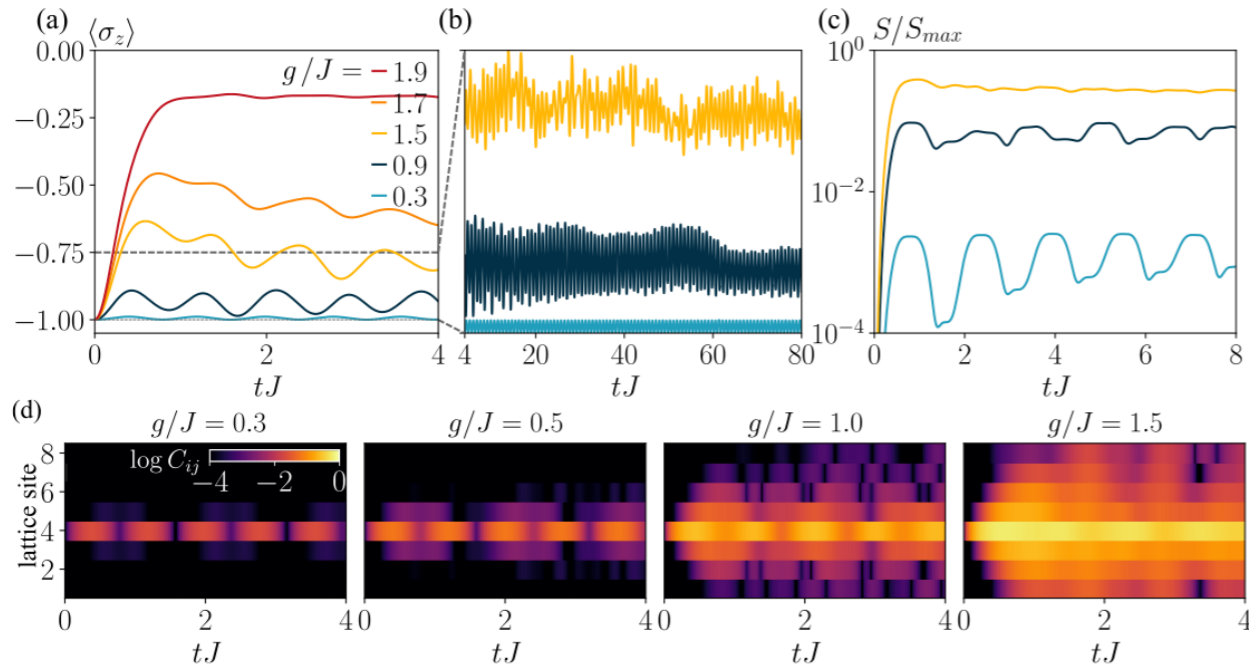 (a)
⟨σ_z⟩
0.00
−0.25
−0.50
−0.75
−1.00
g/J =
1.9
1.7
1.5
0.9
0.3
0
2
4
tJ
(b)
4
20
40
60
80
tJ
(c)
S/S_max
10^0
10^−2
10^−4
0
2
4
6
8
tJ
(d)
g/J = 0.3
g/J = 0.5
g/J = 1.0
g/J = 1.5
log C_ij
−4
−2
0
lattice site
8
6
4
2
0
2
4
tJ
0
2
4
tJ
0
2
4
tJ
0
2
4
tJ